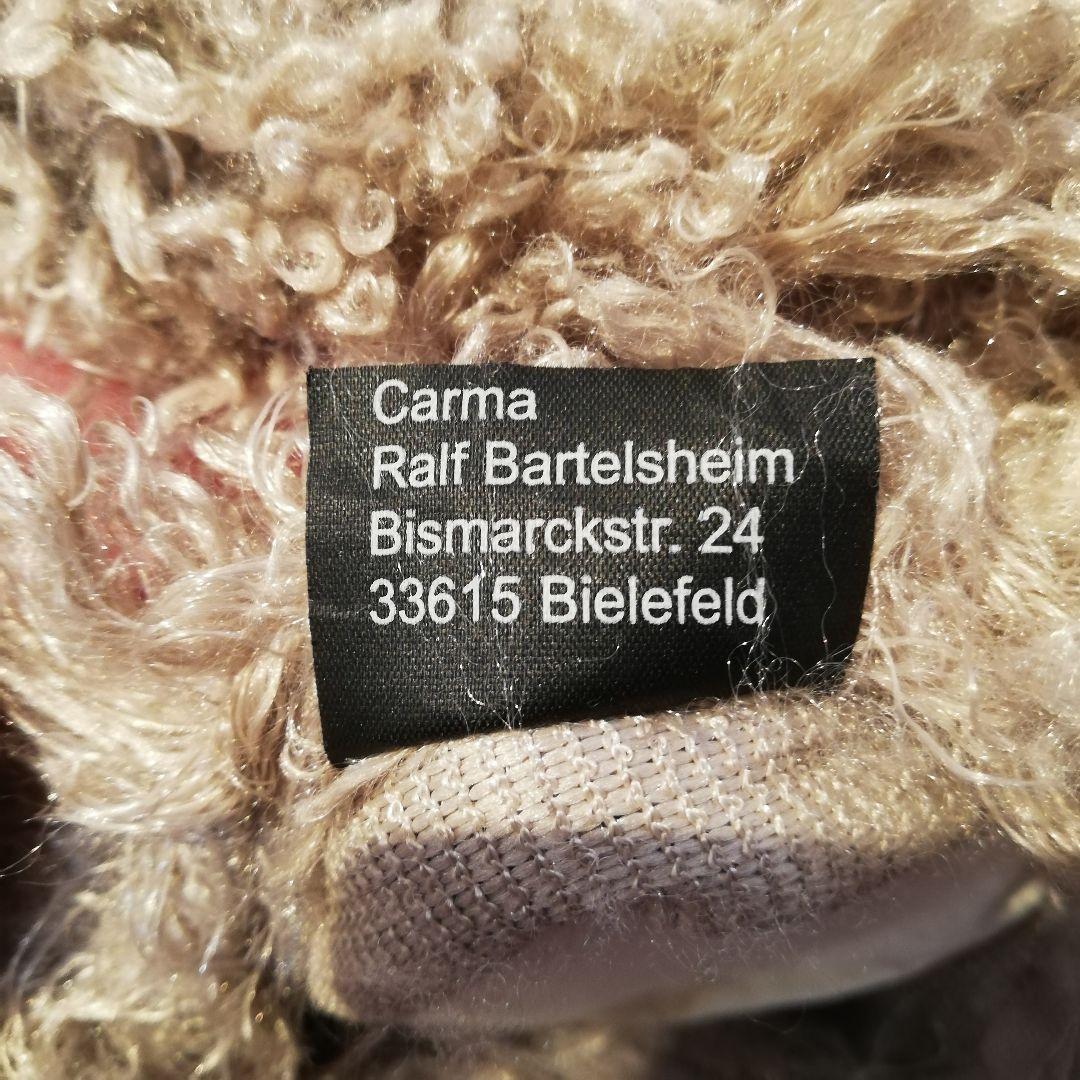 Carma
Ralf Bartelsheim
Bismarckstr. 24
33615 Bielefeld